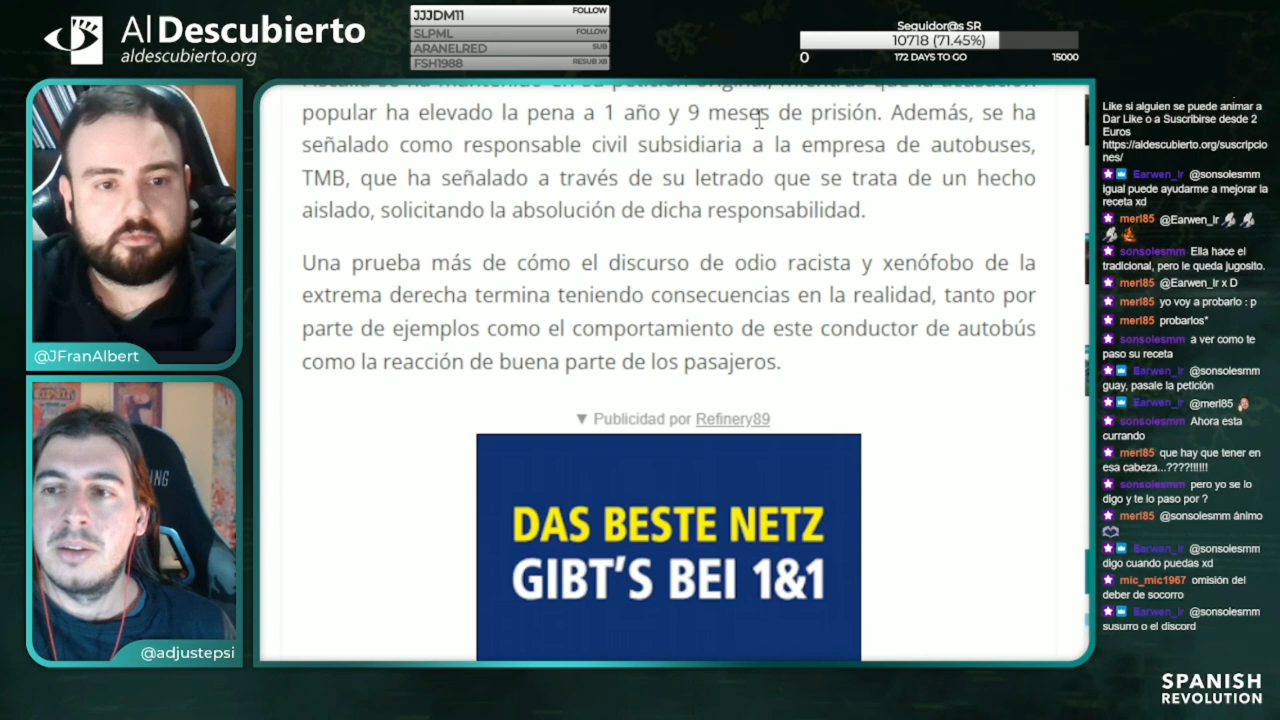 Al Descubierto
aldescubierto.org
JJJDM11 FOLLOW
SLPML FOLLOW
ARANELRED SUB
FSH1988 RESUB X8
Seguidor@s SR
10718 (71.45%)
0 172 DAYS TO GO 15000
popular ha elevado la pena a 1 año y 9 meses de prisión. Además, se ha
señalado como responsable civil subsidiaria a la empresa de autobuses,
TMB, que ha señalado a través de su letrado que se trata de un hecho
aislado, solicitando la absolución de dicha responsabilidad.
Una prueba más de cómo el discurso de odio racista y xenófobo de la
extrema derecha termina teniendo consecuencias en la realidad, tanto por
parte de ejemplos como el comportamiento de este conductor de autobús
como la reacción de buena parte de los pasajeros.
▼ Publicidad por Refinery89
DAS BESTE NETZ
GIBT'S BEI 1&1
@JFranAlbert
@adjustepsi
Like si alguien se puede animar a
Dar Like o a Suscribirse desde 2
Euros
https://aldescubierto.org/suscripcio
nes/
Earwen_lr @sonsolesmm
igual puede ayudarme a mejorar la
receta xd
merl85 @Earwen_lr
sonsolesmm Ella hace el
tradicional, pero le queda jugosito.
merl85 @Earwen_lr x D
merl85 yo voy a probarlo : p
merl85 probarlos*
sonsolesmm a ver como te
paso su receta
Earwen_lr @sonsolesmm
guay, pasale la petición
Earwen_lr @merl85
sonsolesmm Ahora esta
currando
merl85 que hay que tener en
esa cabeza...????!!!!!!
sonsolesmm pero yo se lo
digo y te lo paso por ?
merl85 @sonsolesmm ánimo
Earwen_lr @sonsolesmm
digo cuando puedas xd
mic_mic1967 omisión del
deber de socorro
Earwen_lr @sonsolesmm
susurro o el discord
SPANISH
REVOLUTION